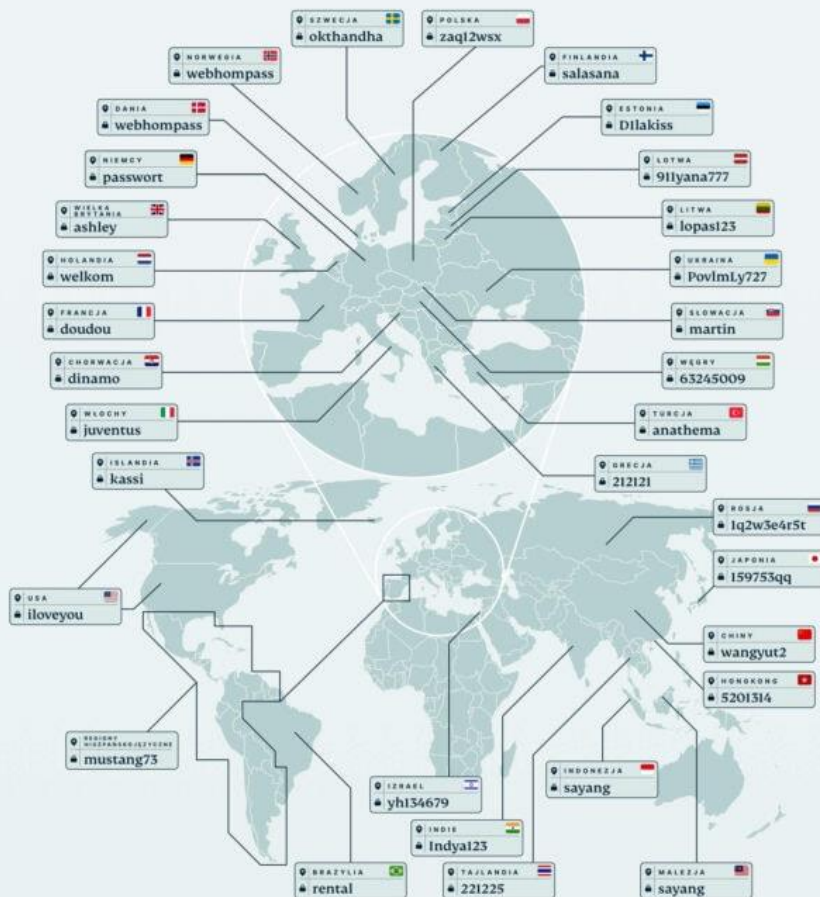 SZWECJA
okthandha
POLSKA
zaq12wsx
NORWEGIA
webhompass
FINLANDIA
salasana
DANIA
webhompass
ESTONIA
D1lakiss
NIEMCY
passwort
ŁOTWA
911yana777
WIELKA
BRYTANIA
ashley
LITWA
lopas123
HOLANDIA
welkom
UKRAINA
PovlmLy727
FRANCJA
doudou
SŁOWACJA
martin
CHORWACJA
dinamo
WĘGRY
63245009
WŁOCHY
juventus
TURCJA
anathema
ISLANDIA
kassi
GRECJA
212121
ROSJA
1q2w3e4r5t
JAPONIA
159753qq
USA
iloveyou
CHINY
wangyut2
HONGKONG
5201314
REGIONY
HISZPAŃSKOJĘZYCZNE
mustang73
INDONEZJA
sayang
IZRAEL
yh134679
INDIE
Indya123
BRAZYLIA
rental
TAJLANDIA
221225
MALEZJA
sayang